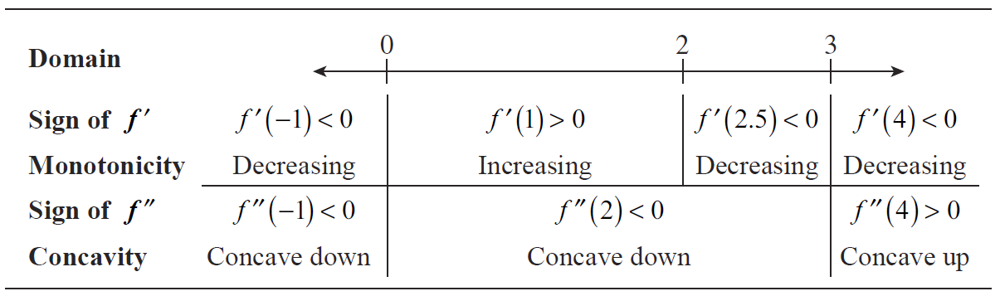 0 2 3
Domain
Sign of f′ f′(−1) < 0 f′(1) > 0 f′(2.5) < 0 f′(4) < 0
Monotonicity Decreasing Increasing Decreasing Decreasing
Sign of f″ f″(−1) < 0 f″(2) < 0 f″(4) > 0
Concavity Concave down Concave down Concave up